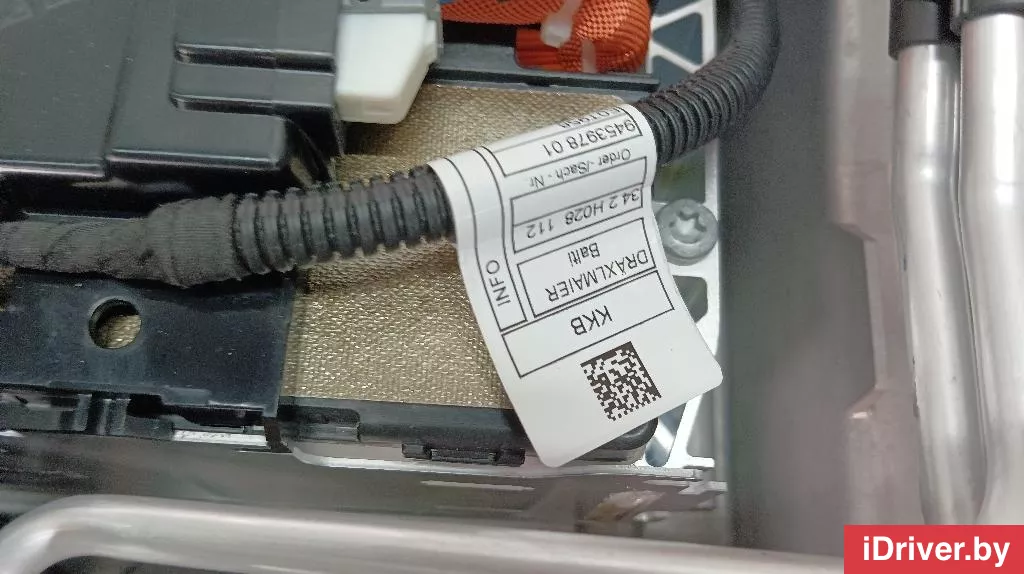 KKB
DRÄXLMAIER
Balti
INFO
34 2 H028 112
Order-/Sach - Nr
9453978 01
iDriver.by